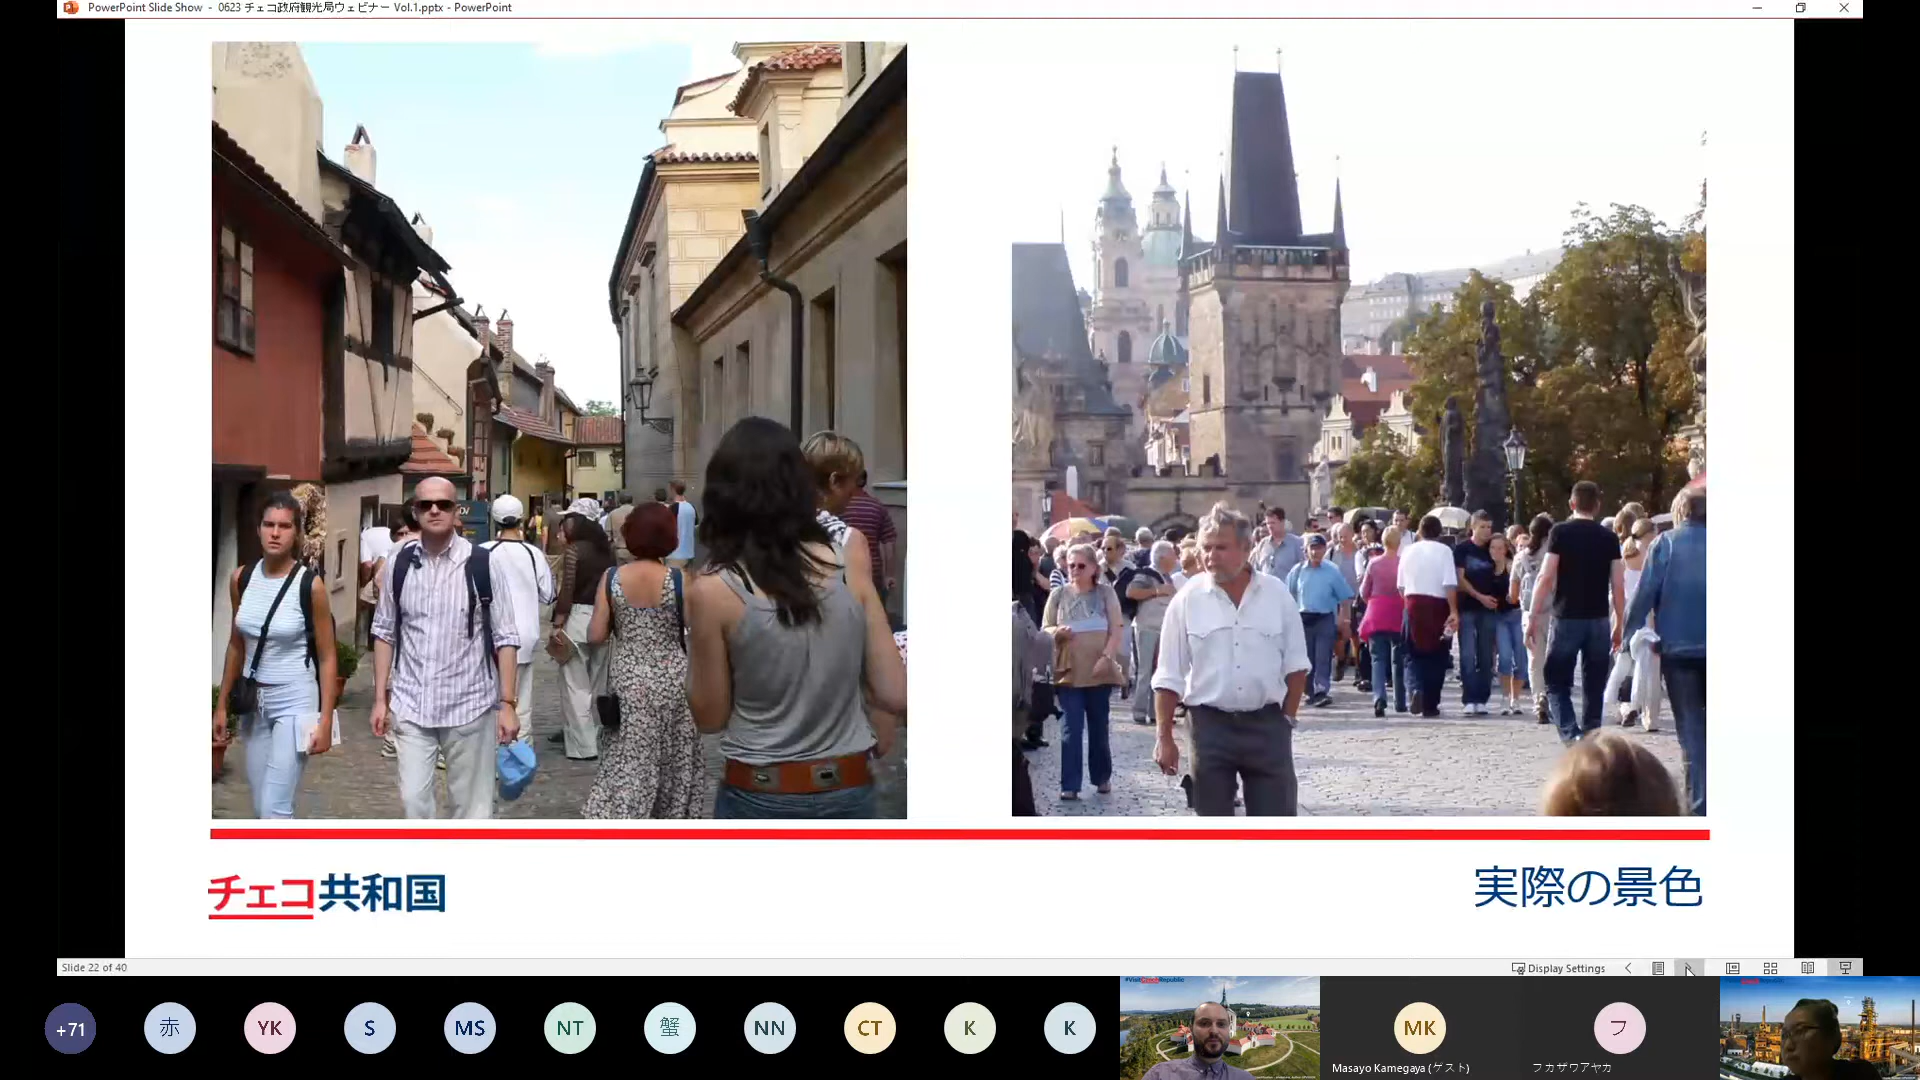 PowerPoint Slide Show - 0623 チェコ政府観光局ウェビナー Vol.1.pptx - PowerPoint
チェコ共和国
実際の景色
Slide 22 of 40
Display Settings
+71
赤
YK
S
MS
NT
蟹
NN
CT
K
K
#VisitCzechRepublic
MK
Masayo Kamegaya (ゲスト)
フ
フカザワアヤカ